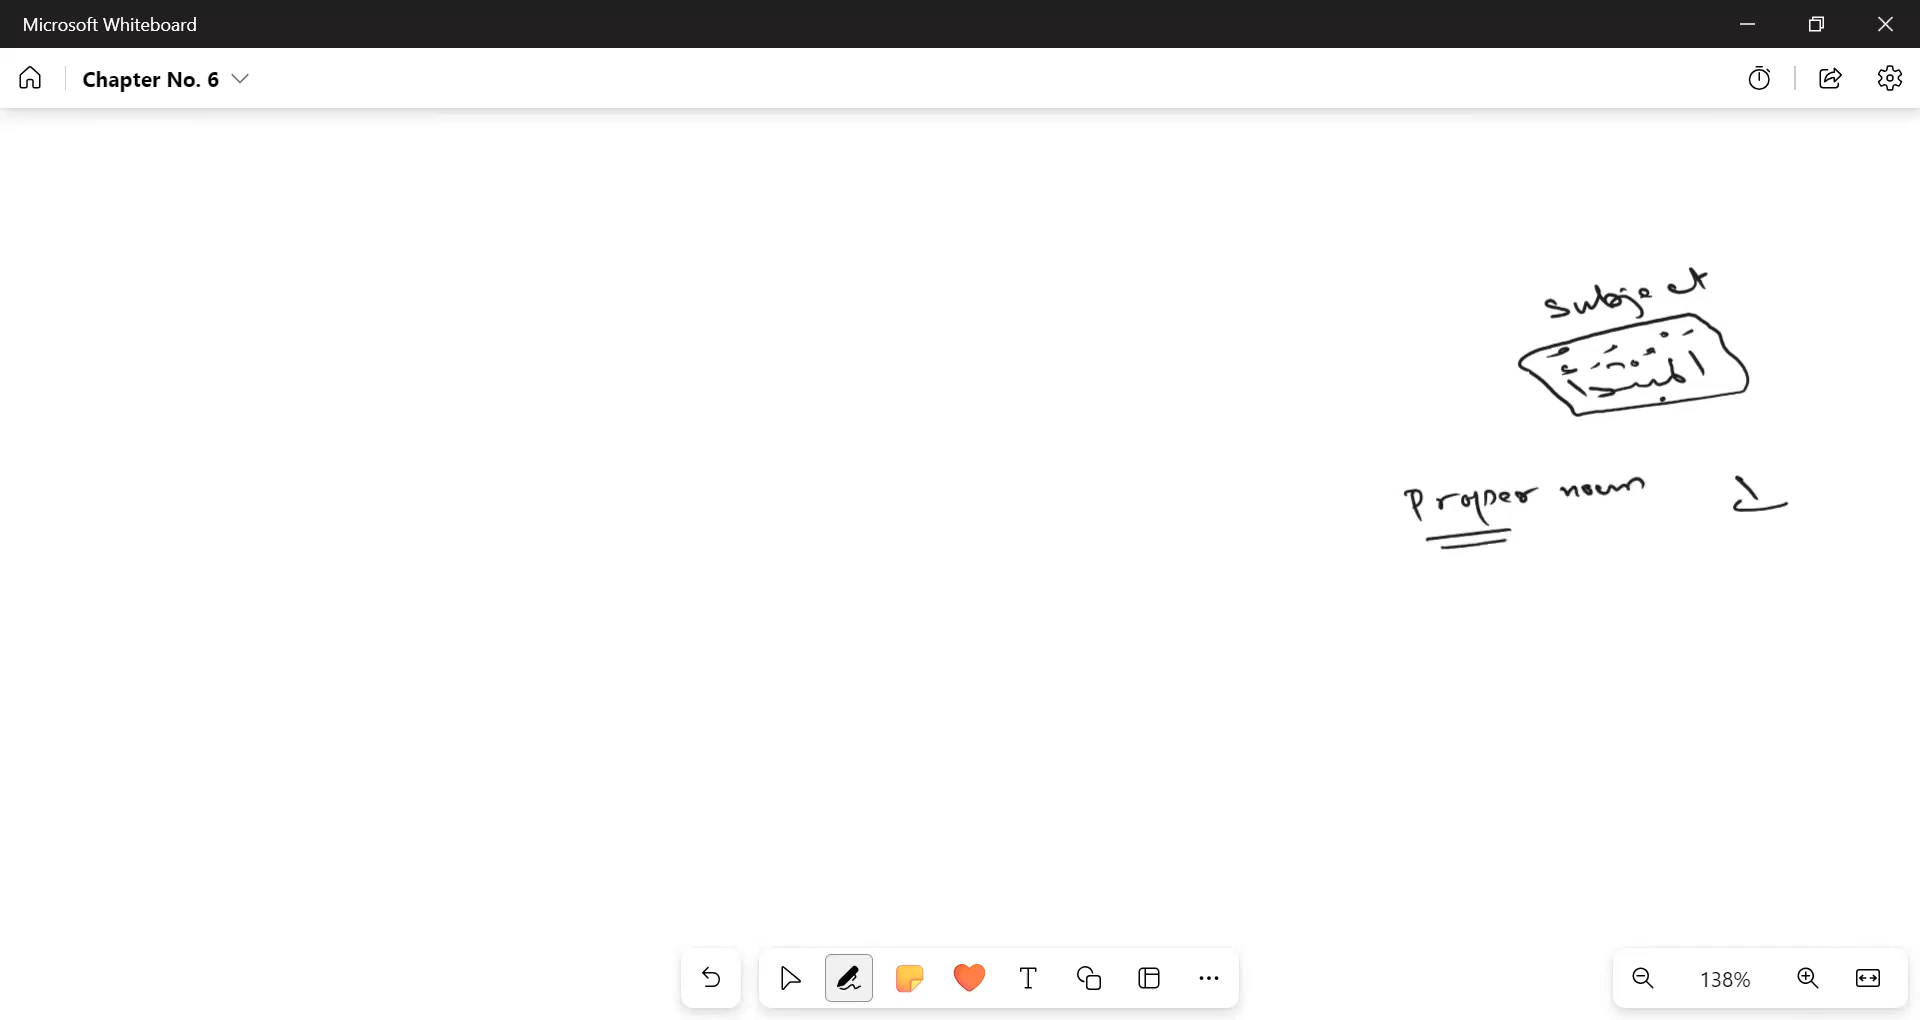 Microsoft Whiteboard
Chapter No. 6
Subject
Proper noun
138%